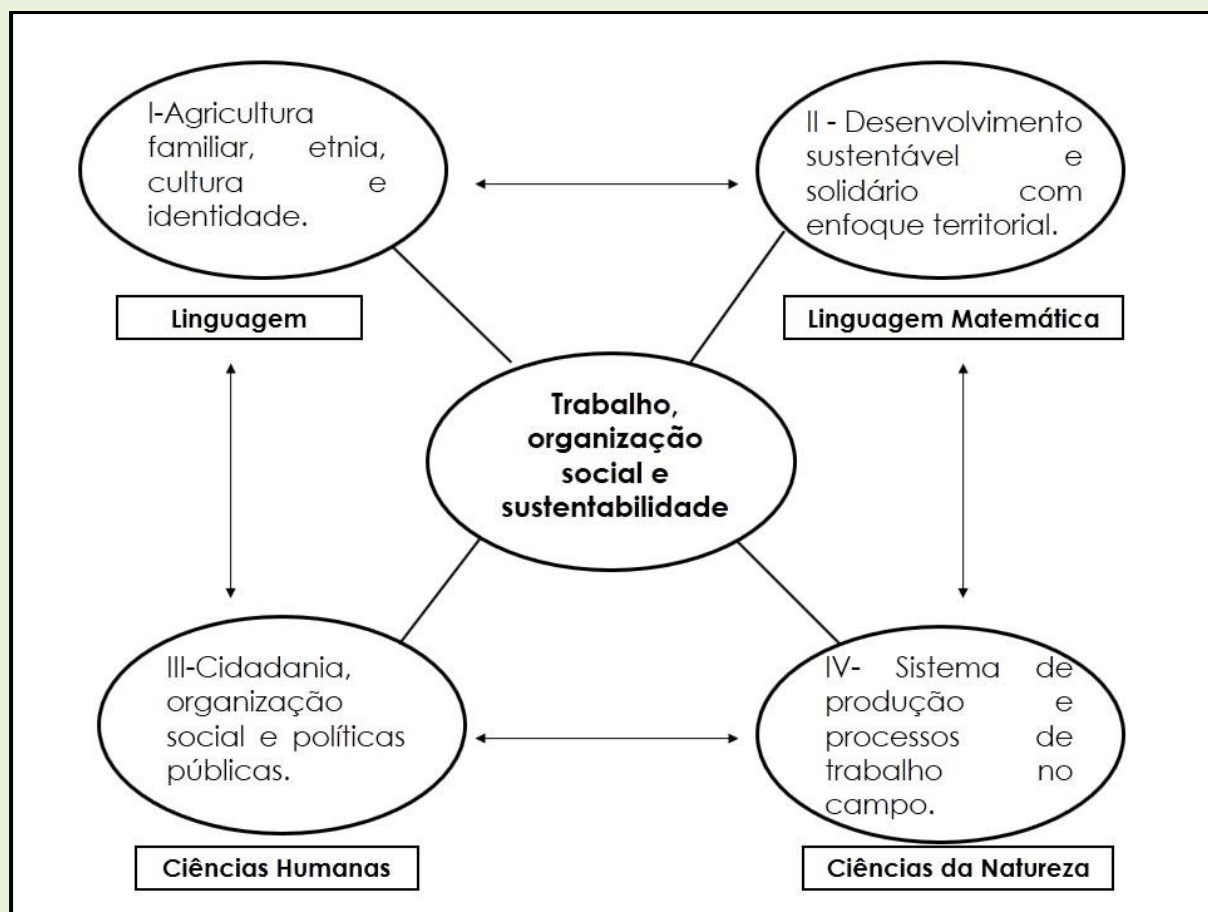 I-Agricultura
familiar, etnia,
cultura e
identidade.
Linguagem
II - Desenvolvimento
sustentável e
solidário com
enfoque territorial.
Linguagem Matemática
Trabalho,
organização
social e
sustentabilidade
III-Cidadania,
organização
social e políticas
públicas.
Ciências Humanas
IV- Sistema de
produção e
processos de
trabalho no
campo.
Ciências da Natureza